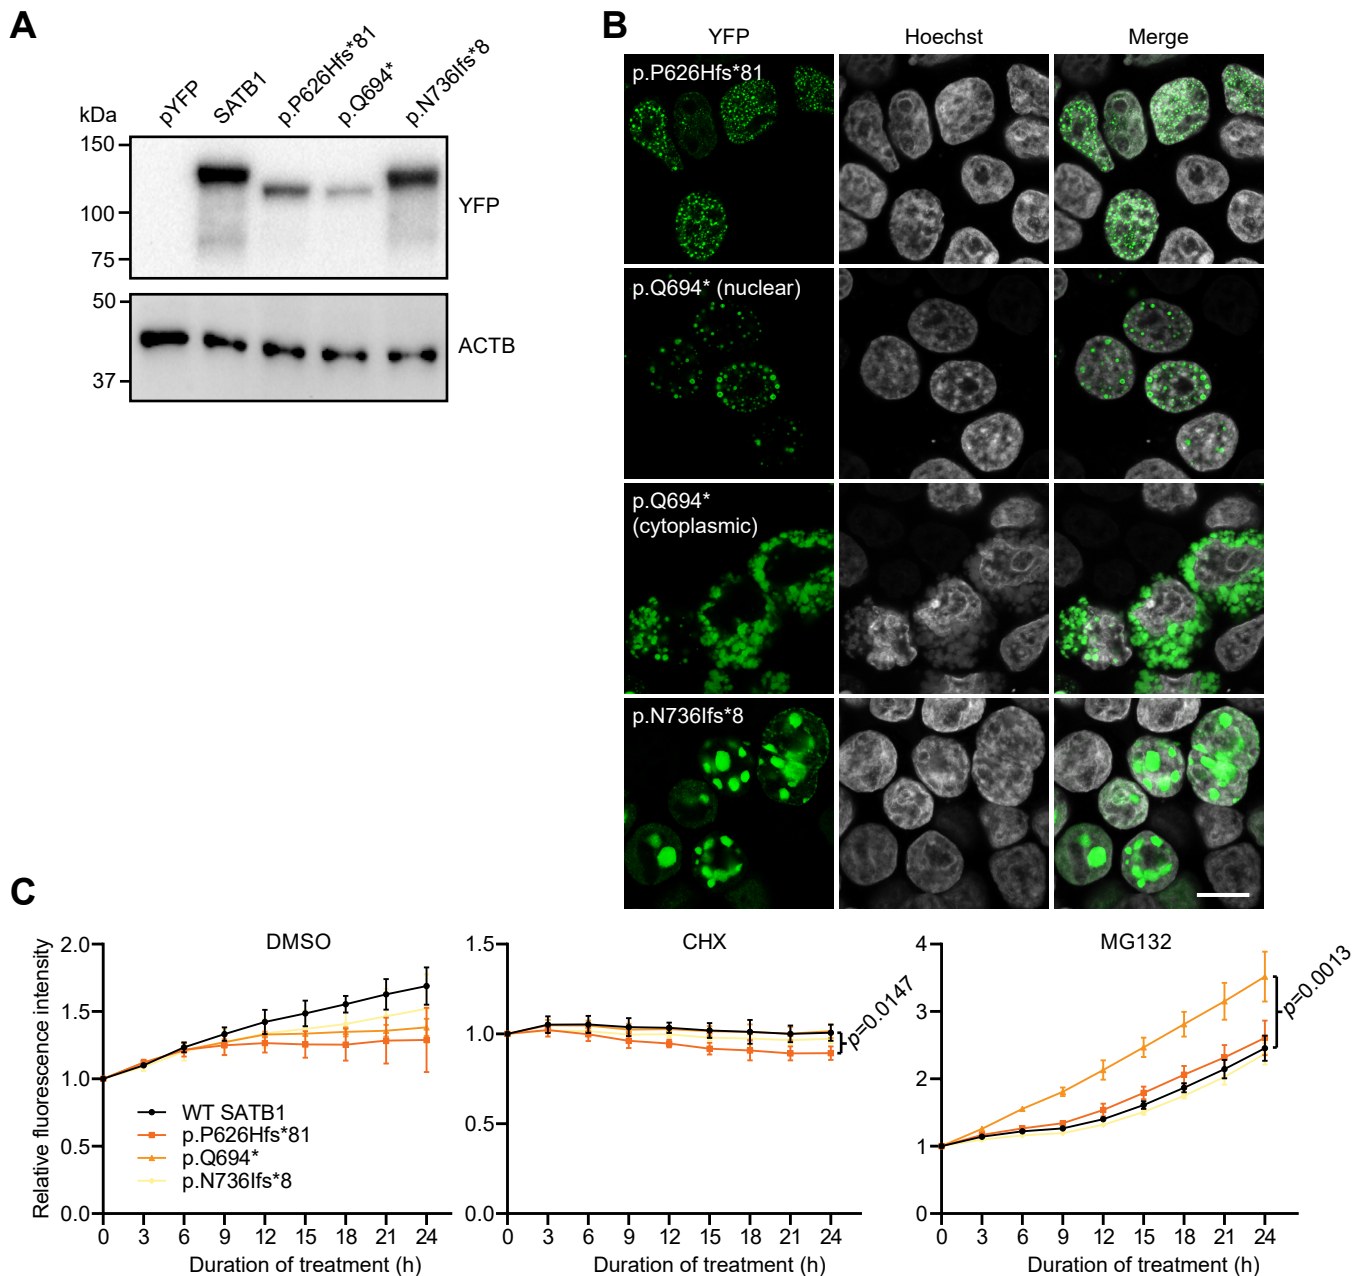 A
kDa
pYFP
SATB1
p.P626Hfs*81
p.Q694*
p.N736Ifs*8
150
100
75
YFP
50
37
ACTB
B
YFP
Hoechst
Merge
p.P626Hfs*81
p.Q694* (nuclear)
p.Q694*
(cytoplasmic)
p.N736Ifs*8
C
DMSO
Relative fluorescence intensity
2.0
1.5
1.0
0.5
0.0
WT SATB1
p.P626Hfs*81
p.Q694*
p.N736Ifs*8
0 3 6 9 12 15 18 21 24
Duration of treatment (h)
CHX
1.5
1.0
0.5
0.0
p=0.0147
0 3 6 9 12 15 18 21 24
Duration of treatment (h)
MG132
4
3
2
1
0
p=0.0013
0 3 6 9 12 15 18 21 24
Duration of treatment (h)